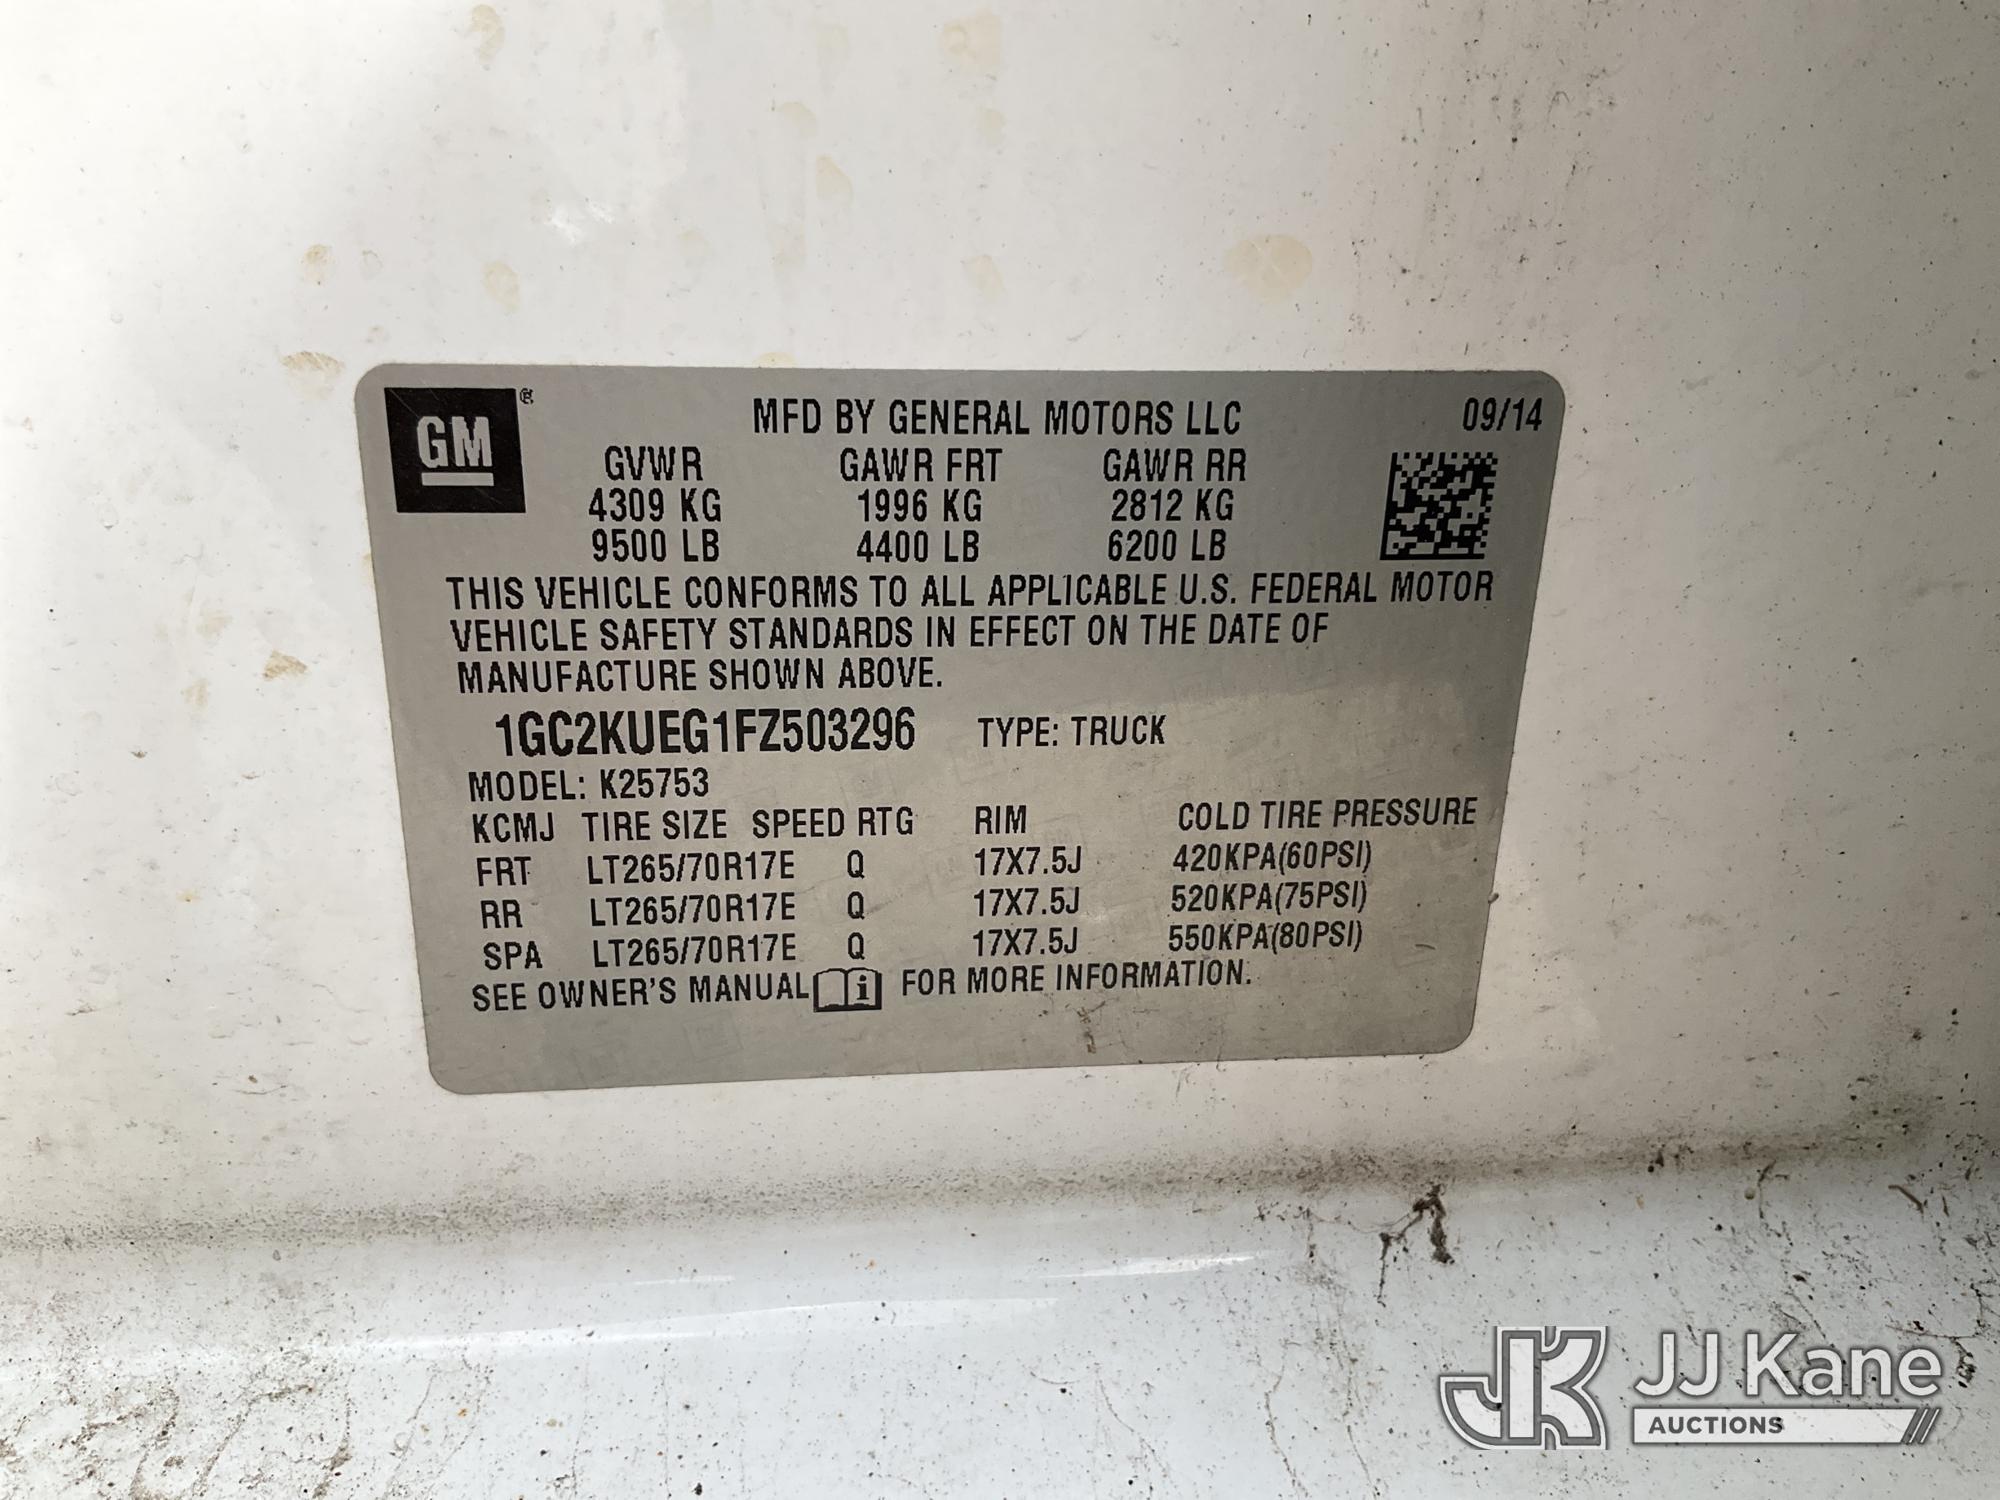 GM®
MFD BY GENERAL MOTORS LLC 09/14
GVWR GAWR FRT GAWR RR
4309 KG 1996 KG 2812 KG
9500 LB 4400 LB 6200 LB
THIS VEHICLE CONFORMS TO ALL APPLICABLE U.S. FEDERAL MOTOR
VEHICLE SAFETY STANDARDS IN EFFECT ON THE DATE OF
MANUFACTURE SHOWN ABOVE.
1GC2KUEG1FZ503296 TYPE: TRUCK
MODEL: K25753
KCMJ TIRE SIZE SPEED RTG RIM COLD TIRE PRESSURE
FRT LT265/70R17E Q 17X7.5J 420KPA(60PSI)
RR LT265/70R17E Q 17X7.5J 520KPA(75PSI)
SPA LT265/70R17E Q 17X7.5J 550KPA(80PSI)
SEE OWNER'S MANUAL i FOR MORE INFORMATION.
JK JJ Kane
AUCTIONS